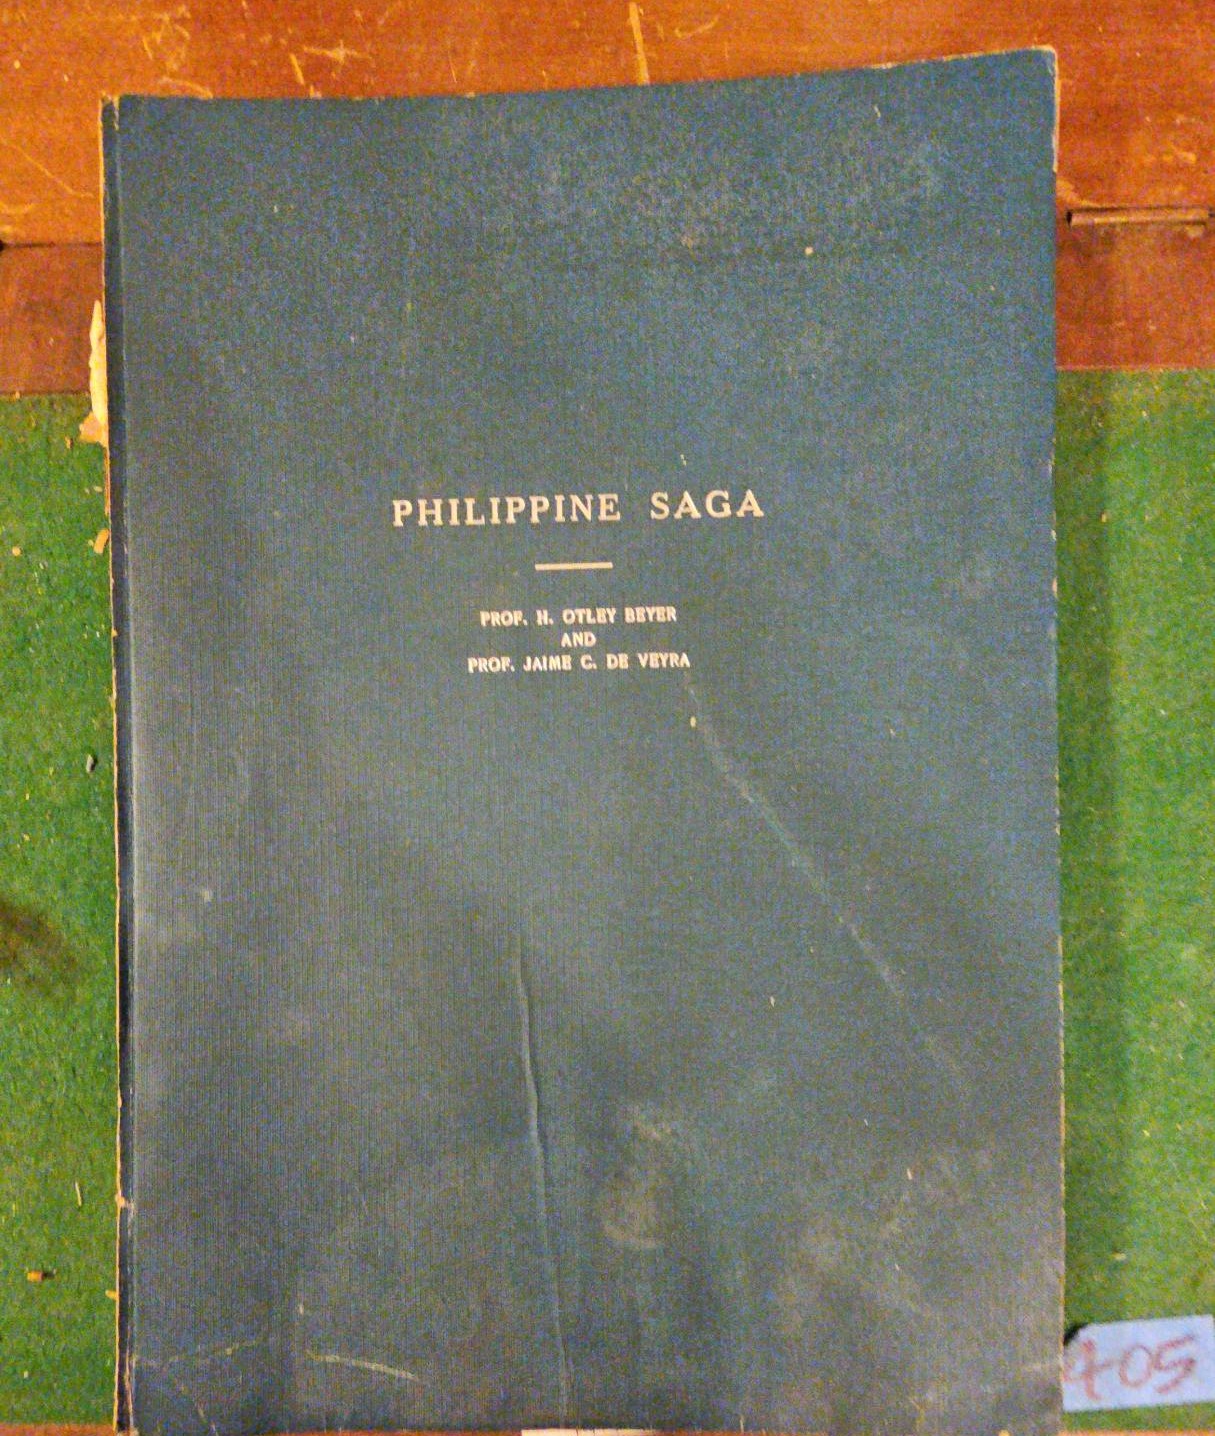 PHILIPPINE SAGA
PROF. H. OTLEY BEYER
AND
PROF. JAIME C. DE VEYRA
405